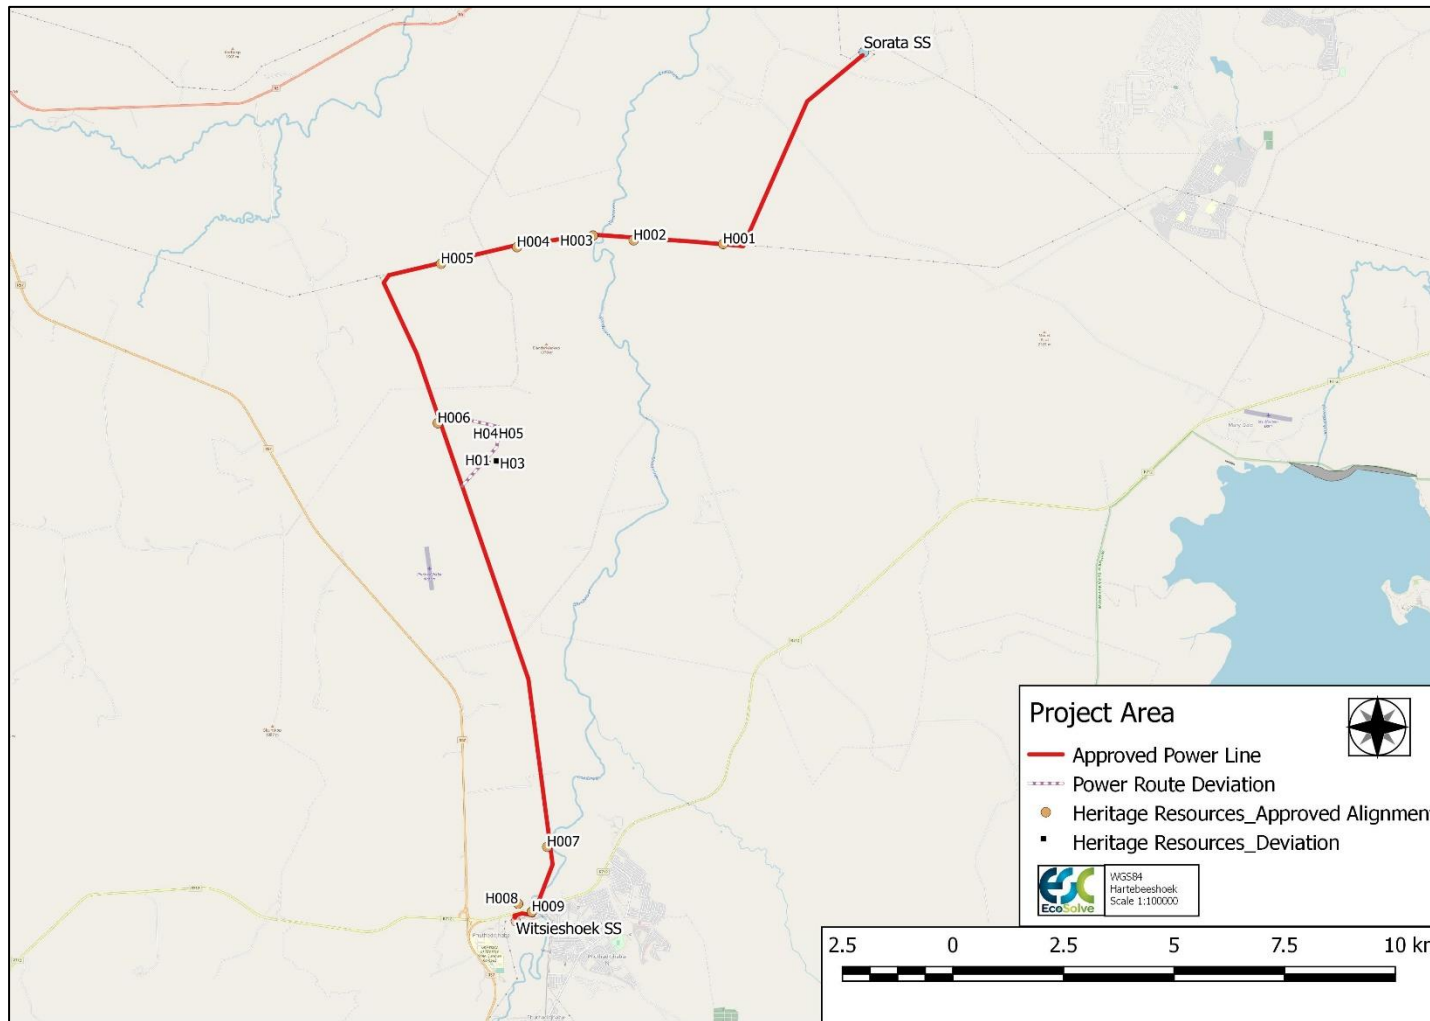 Sorata SS
H001
H002
H003
H004
H005
H006
H04H05
H01
H03
H007
H008
H009
Witsieshoek SS
Project Area
Approved Power Line
Power Route Deviation
Heritage Resources_Approved Alignment
Heritage Resources_Deviation
ESC
EcoSolve
WGS84
Hartebeeshoek
Scale 1:100000
2.5 0 2.5 5 7.5 10 km